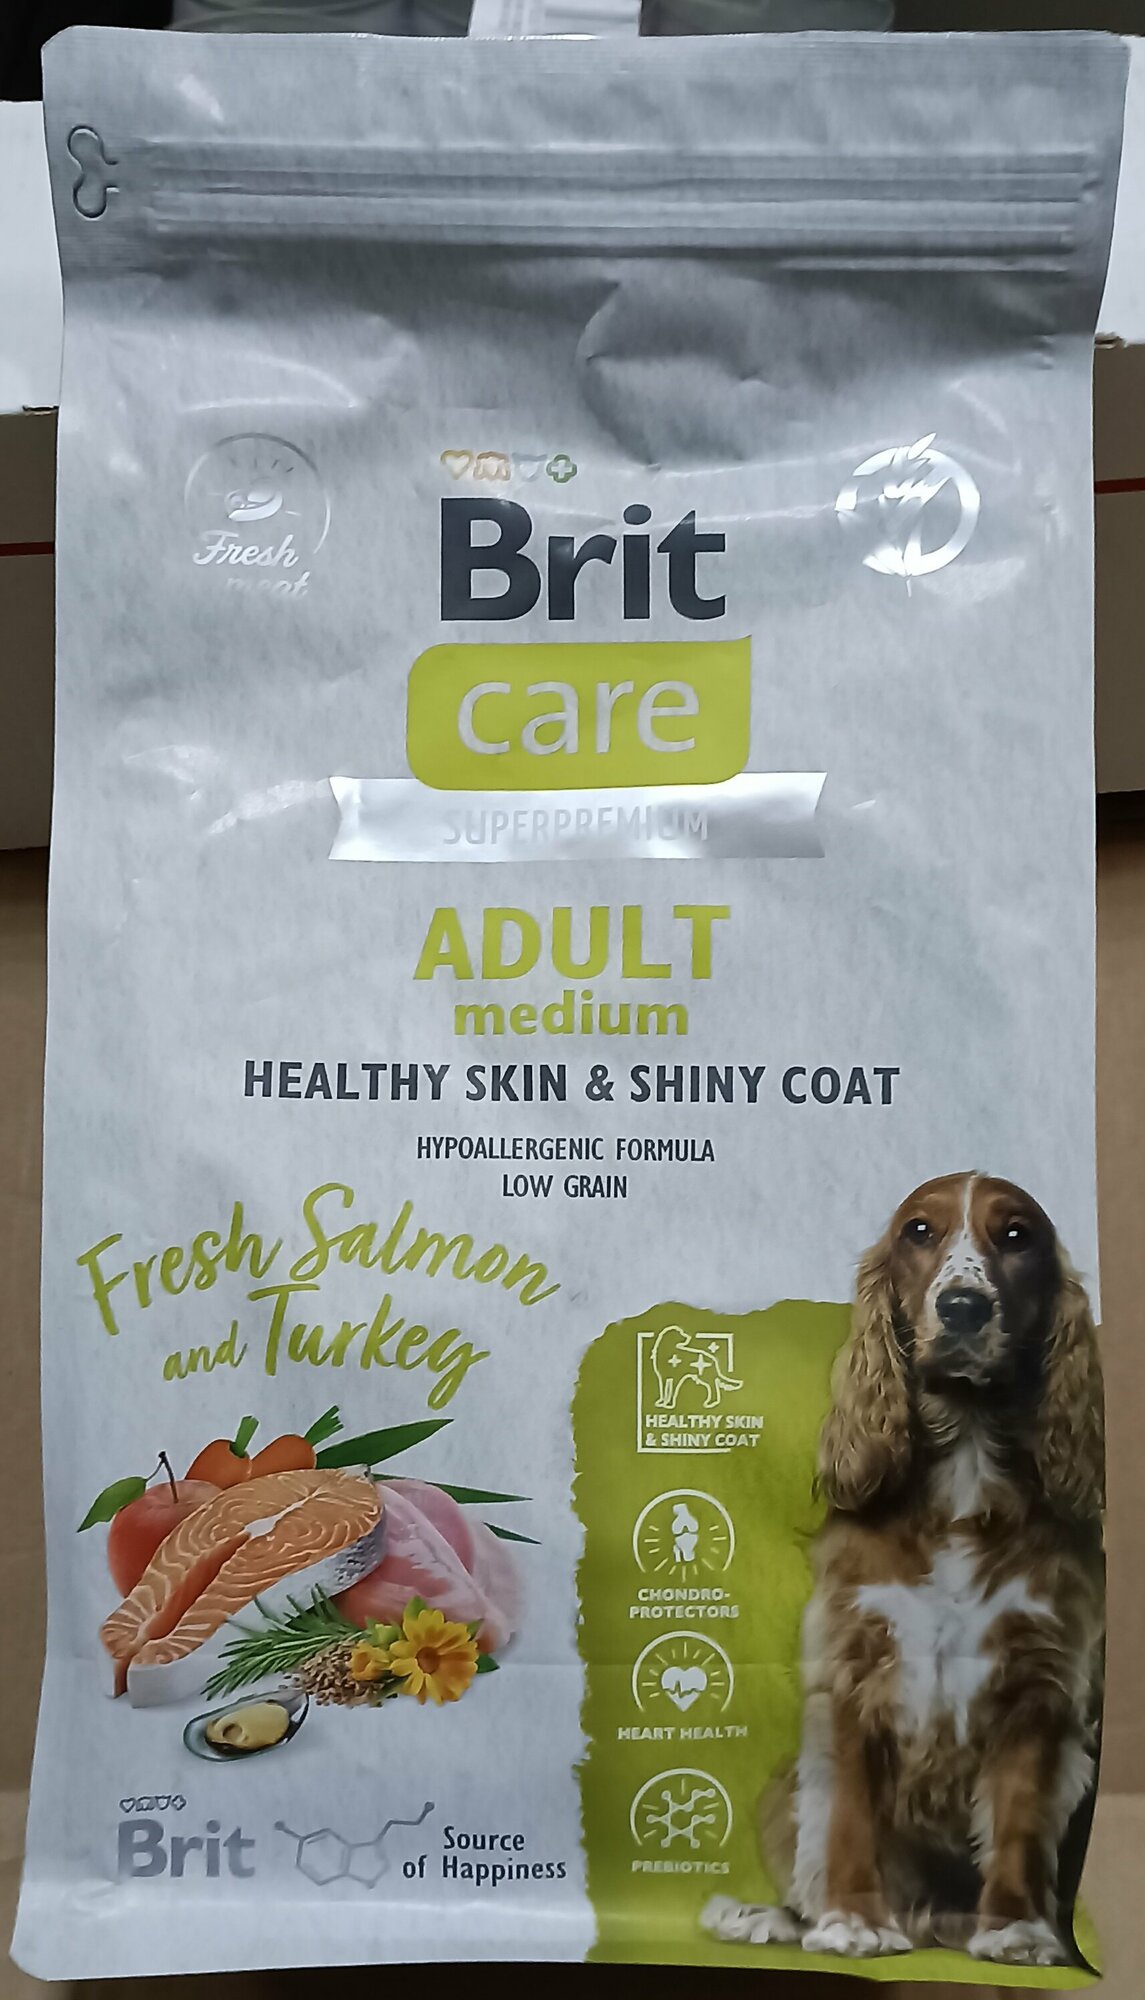 Fresh
meat
Brit
care
SUPERPREMIUM
ADULT
medium
HEALTHY SKIN & SHINY COAT
HYPOALLERGENIC FORMULA
LOW GRAIN
Fresh Salmon
and Turkey
HEALTHY SKIN
& SHINY COAT
CHONDRO-
PROTECTORS
HEART HEALTH
PREBIOTICS
Brit
Source
of Happiness